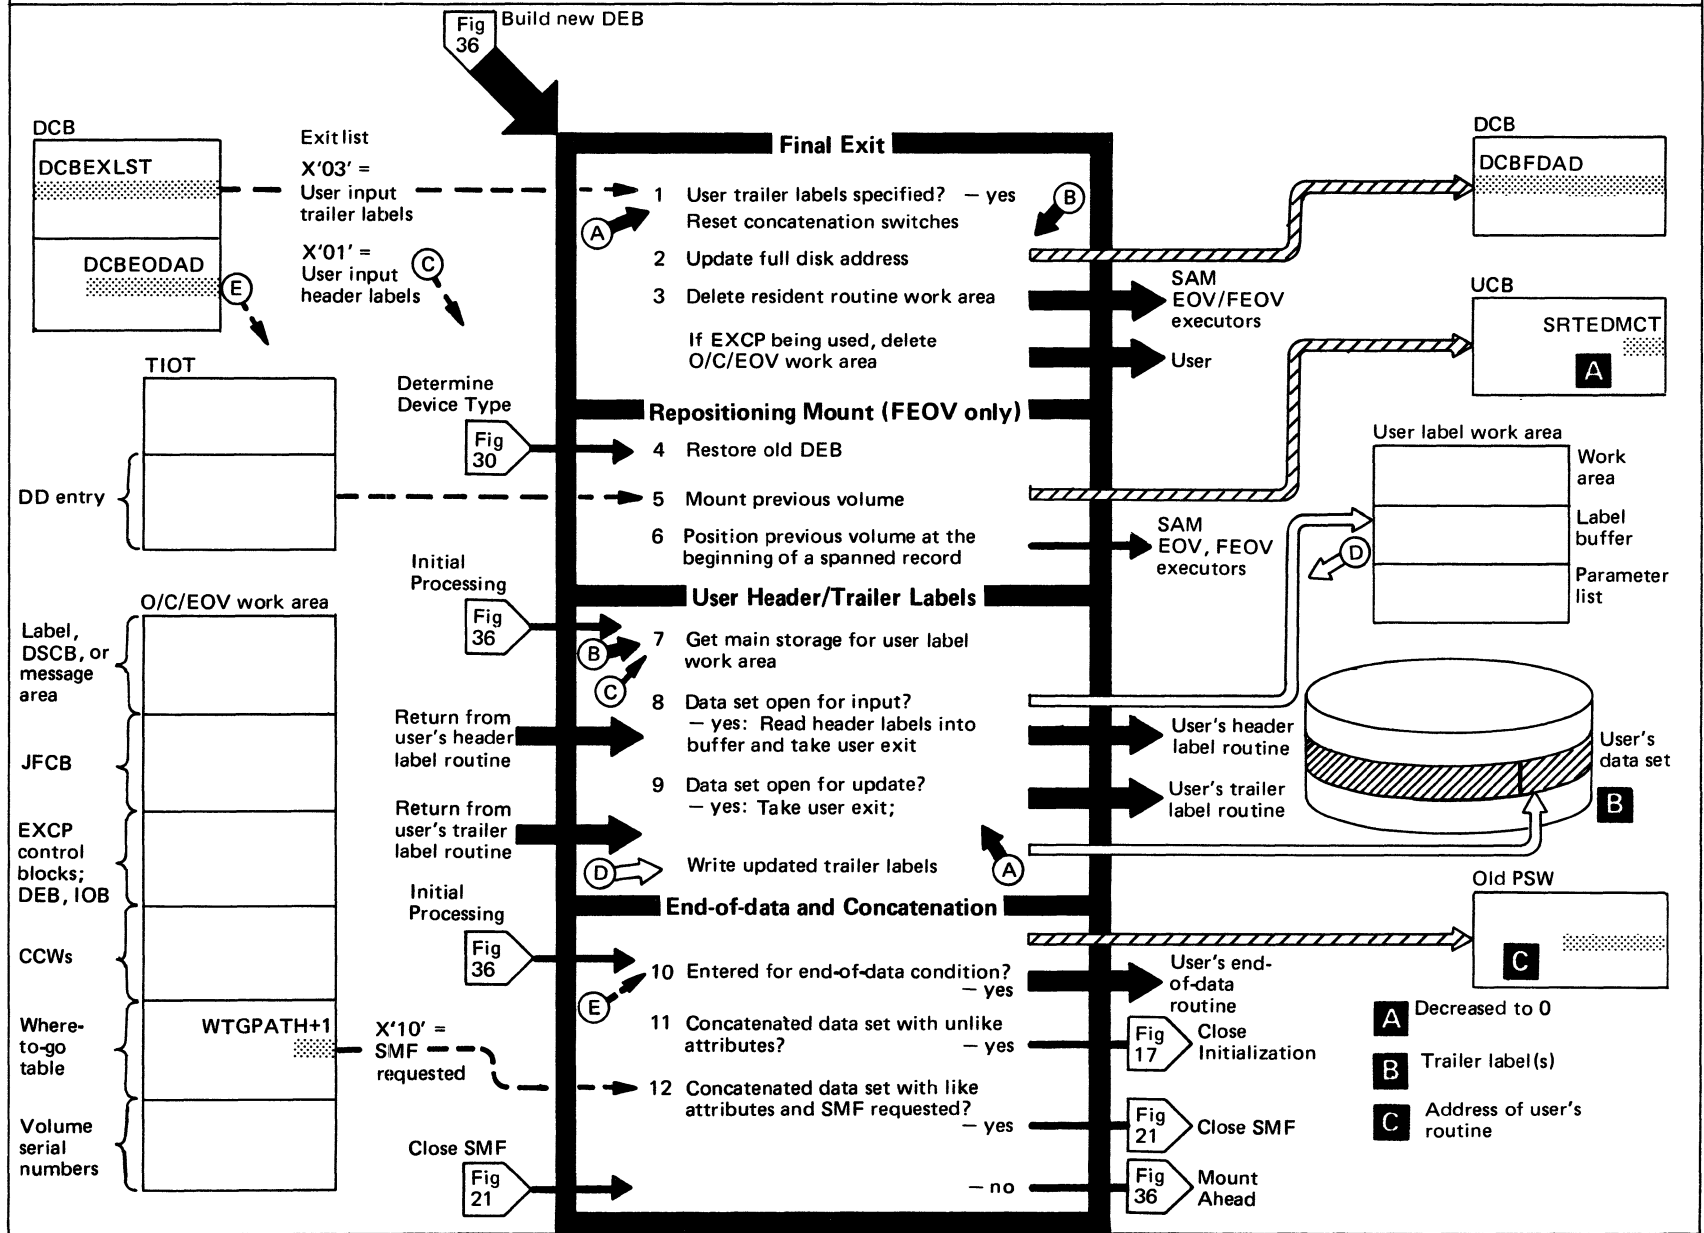 Fig
36
Build new DEB
DCB
DCBEXLST
DCBEODAD
E
Exit list
X'03' =
User input
trailer labels
X'01' =
User input
header labels
C
TIOT
DD entry
Determine
Device Type
Fig
30
Initial
Processing
Fig
36
O/C/EOV work area
Label,
DSCB, or
message
area
JFCB
EXCP
control
blocks;
DEB, IOB
CCWs
Where-
to-go
table
WTGPATH+1
Volume
serial
numbers
X'10' =
SMF
requested
Return from
user's header
label routine
Return from
user's trailer
label routine
Initial
Processing
Fig
36
Close SMF
Fig
21
Final Exit
1 User trailer labels specified? – yes
B
A
Reset concatenation switches
2 Update full disk address
3 Delete resident routine work area
If EXCP being used, delete
O/C/EOV work area
Repositioning Mount (FEOV only)
4 Restore old DEB
5 Mount previous volume
6 Position previous volume at the
beginning of a spanned record
User Header/Trailer Labels
7 Get main storage for user label
work area
B
C
8 Data set open for input?
– yes: Read header labels into
buffer and take user exit
9 Data set open for update?
– yes: Take user exit;
D
Write updated trailer labels
A
End-of-data and Concatenation
10 Entered for end-of-data condition?
– yes
E
11 Concatenated data set with unlike
attributes? – yes
12 Concatenated data set with like
attributes and SMF requested?
– yes
– no
SAM
EOV/FEOV
executors
User
SAM
EOV, FEOV
executors
User's header
label routine
User's trailer
label routine
User's end-
of-data
routine
Fig
17
Close
Initialization
Fig
21
Close SMF
Fig
36
Mount
Ahead
DCB
DCBFDAD
UCB
SRTEDMCT
A
User label work area
Work
area
Label
buffer
D
Parameter
list
User's
data set
B
Old PSW
C
A Decreased to 0
B Trailer label(s)
C Address of user's
routine